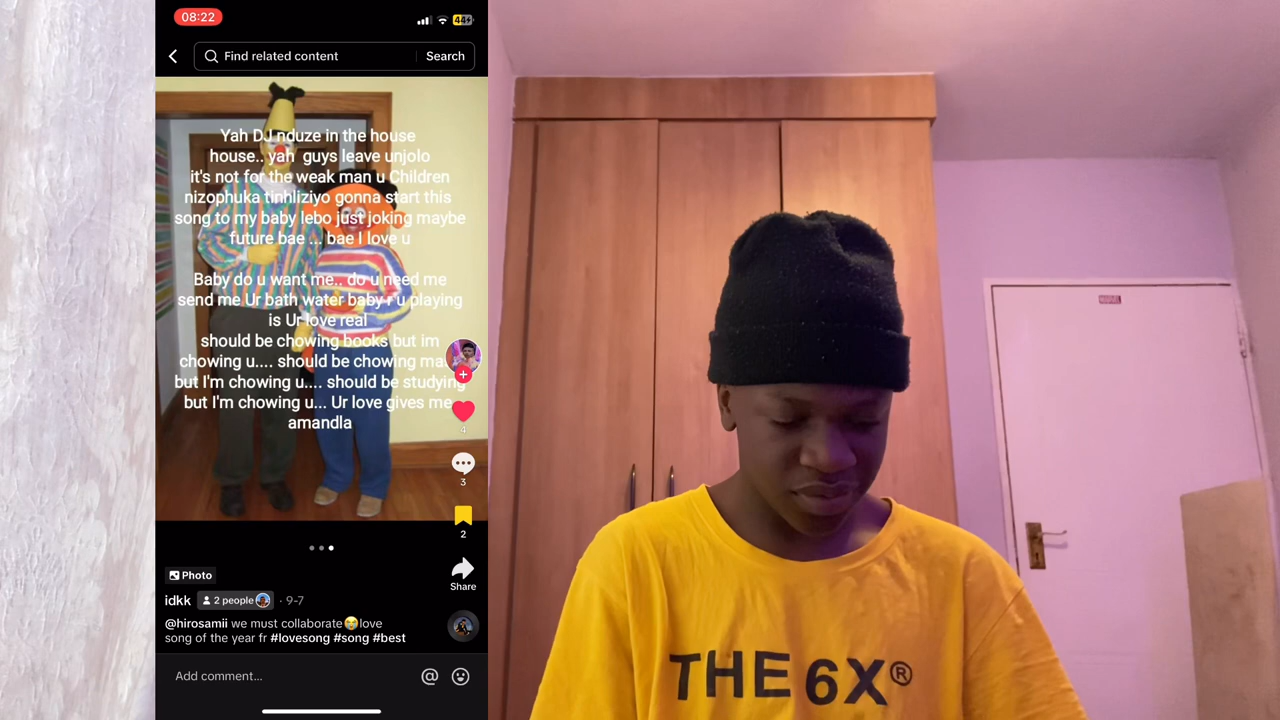 08:22
44
Find related content
Search
Yah DJ nduze in the house
house.. yah guys leave unjolo
it's not for the weak man u Children
nizophuka tinhliziyo gonna start this
song to my baby lebo just joking maybe
future bae ... bae I love u
Baby do u want me.. do u need me
send me Ur bath water baby r u playing
is Ur love real
should be chowing books but im
chowing u.... should be chowing
but I'm chowing u.... should be studying
but I'm chowing u... Ur love gives me
amandla
4
3
2
Share
Photo
idkk 2 people · 9-7
@hirosamii we must collaborate😭love
song of the year fr #lovesong #song #best
Add comment...
MARVEL
THE 6X®